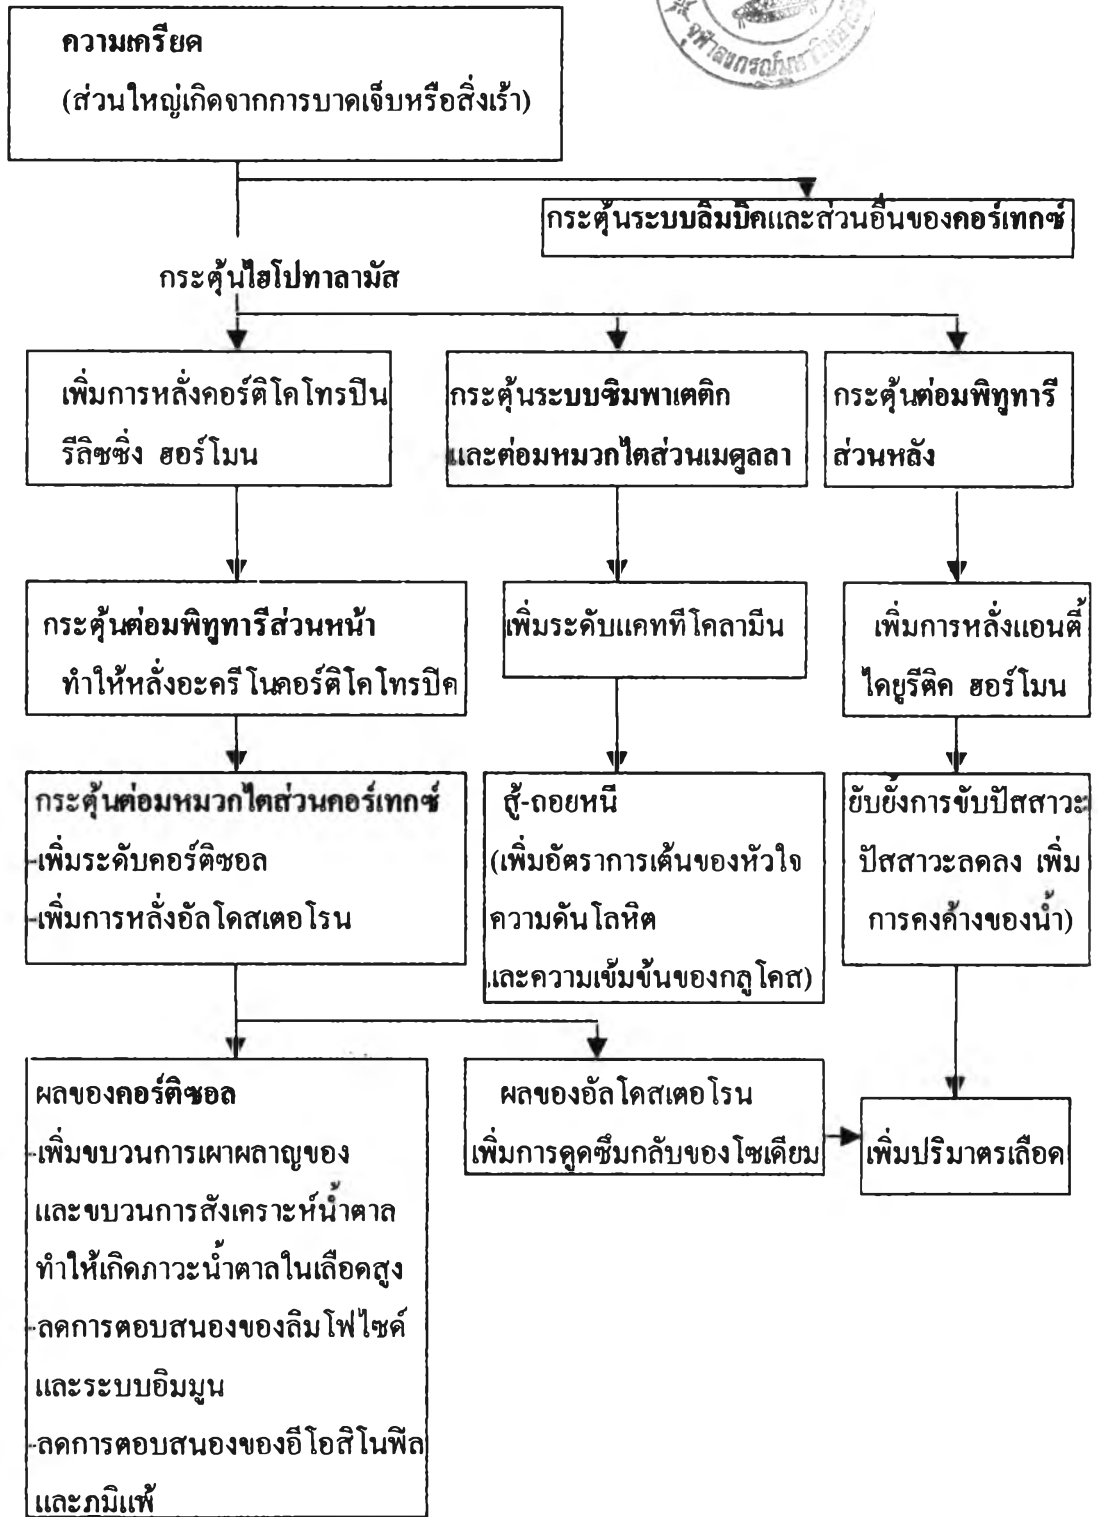 จุฬาลงกรณ์มหาวิทยาลัย
ความเครียด
(ส่วนใหญ่เกิดจากการบาดเจ็บหรือสิ่งเร้า)
กระตุ้นระบบลิมบิคและส่วนอื่นของคอร์เทกซ์
กระตุ้นไฮโปทาลามัส
เพิ่มการหลั่งคอร์ติโคโทรปิน
รีลิซซิ่ง ฮอร์โมน
กระตุ้นระบบซิมพาเตติก
และต่อมหมวกไตส่วนเมดูลลา
กระตุ้นต่อมพิทูทารี
ส่วนหลัง
กระตุ้นต่อมพิทูทารีส่วนหน้า
ทำให้หลั่งอะครีโนคอร์ติโคโทรปิค
เพิ่มระดับแคททีโคลามีน
เพิ่มการหลั่งแอนตี้
ไดยูรีติค ฮอร์โมน
กระตุ้นต่อมหมวกไตส่วนคอร์เทกซ์
-เพิ่มระดับคอร์ติซอล
-เพิ่มการหลั่งอัลโดสเตอโรน
สู้-ถอยหนี
(เพิ่มอัตราการเต้นของหัวใจ
ความดันโลหิต
และความเข้มข้นของกลูโคส)
ยับยั้งการขับปัสสาวะ
ปัสสาวะลดลง เพิ่ม
การคงค้างของน้ำ)
ผลของคอร์ติซอล
-เพิ่มขบวนการเผาผลาญของ
และขบวนการสังเคราะห์น้ำตาล
ทำให้เกิดภาวะน้ำตาลในเลือดสูง
-ลดการตอบสนองของลิมโฟไซด์
และระบบอิมมูน
-ลดการตอบสนองของอีโอสิโนฟิล
และภูมิแพ้
ผลของอัลโดสเตอโรน
เพิ่มการดูดซึมกลับของโซเดียม
เพิ่มปริมาตรเลือด